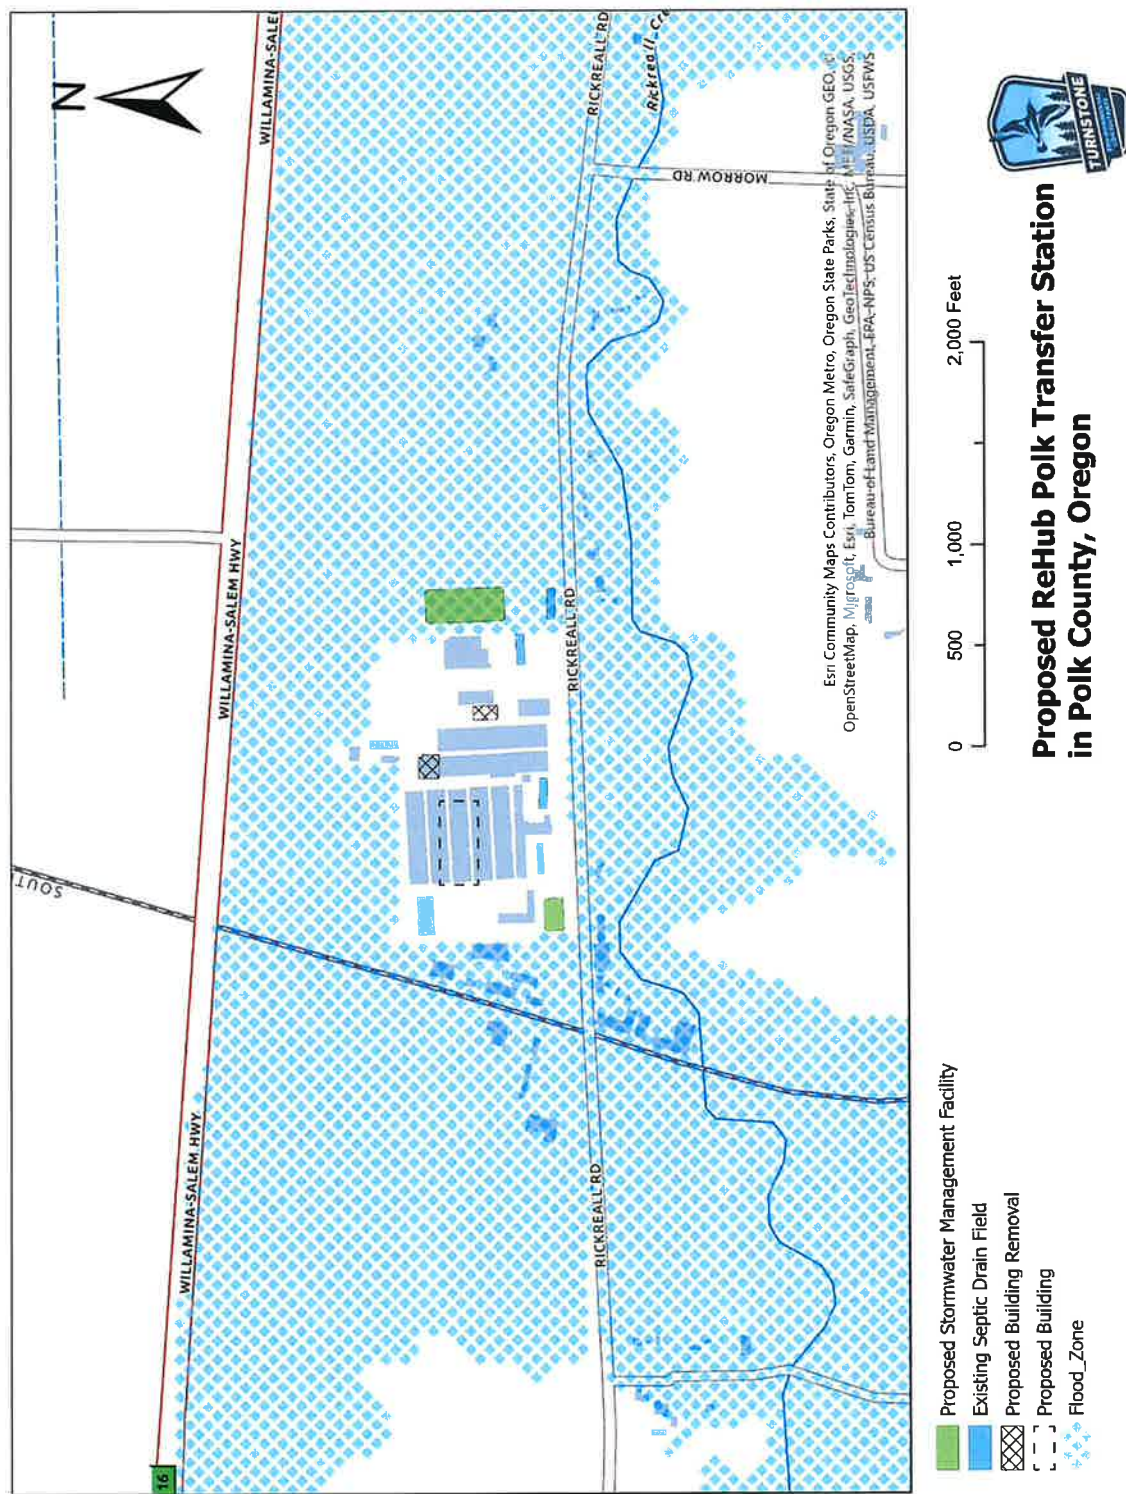 N
WILLAMINA-SALEM HWY
WILLAMINA-SALEM HWY
WILLAMINA-SALE
16
SOUT
RICKREALL RD
RICKREALL RD
RICKREALL RD
Rickreall Cre
MORROW RD
Esri Community Maps Contributors, Oregon Metro, Oregon State Parks, State of Oregon GEO, ©
OpenStreetMap, Microsoft, Esri, TomTom, Garmin, SafeGraph, GeoTechnologies, Inc, METI/NASA, USGS,
Bureau of Land Management, EPA, NPS, US Census Bureau, USDA, USFWS
Proposed Stormwater Management Facility
Existing Septic Drain Field
Proposed Building Removal
Proposed Building
Flood_Zone
0 500 1,000 2,000 Feet
Proposed ReHub Polk Transfer Station
in Polk County, Oregon
TURNSTONE